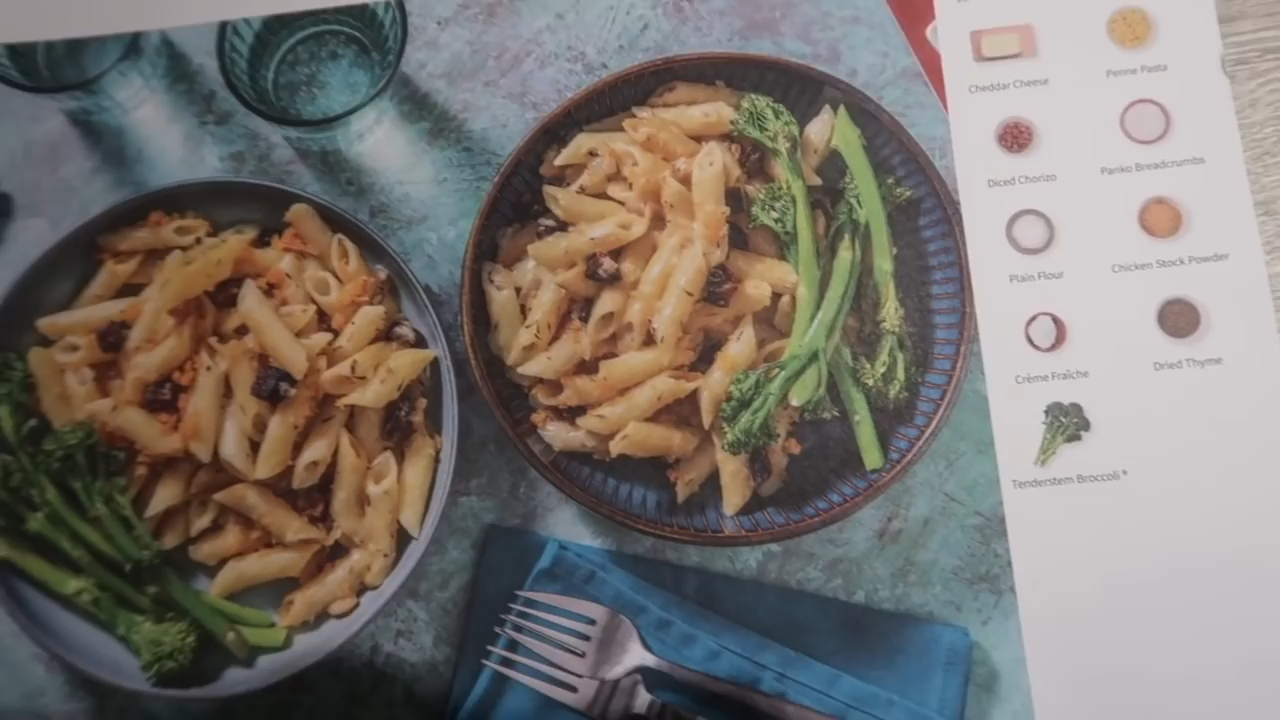 Cheddar Cheese
Penne Pasta
Diced Chorizo
Panko Breadcrumbs
Plain Flour
Chicken Stock Powder
Crème Fraîche
Dried Thyme
Tenderstem Broccoli *